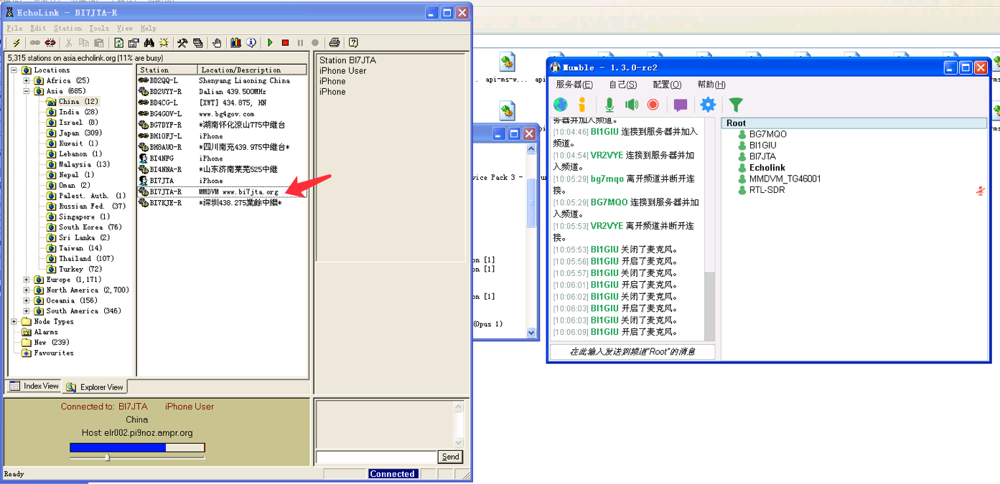 EchoLink - BI7JTA-R
File Edit Station Tools View Help
5,315 stations on asia.echolink.org (11% are busy)
Locations
Africa (25)
Asia (685)
China (12)
India (28)
Israel (8)
Japan (309)
Kuwait (1)
Lebanon (1)
Malaysia (13)
Nepal (1)
Oman (2)
Palest. Auth. (1)
Russian Fed. (37)
Singapore (1)
South Korea (76)
Sri Lanka (2)
Taiwan (14)
Thailand (107)
Turkey (72)
Europe (1,171)
North America (2,700)
Oceania (156)
South America (346)
Node Types
Alarms
New (239)
Favourites
Index View Explorer View
Station Location/Description
BD2QQ-L Shenyang Liaoning China
BD2UYY-R Dalian 439.500MHz
BD4CG-L [XWT] 434.875, HN
BG4GOV-L www.bg4gov.com
BG7DYF-R *湖南怀化凉山775中继台
BH1OFJ-L iPhone
BH8AUO-R *四川南充439.975中继台*
BI4NFG iPhone
BI4NNA-R *山东济南莱芜525中继
BI7JTA iPhone
BI7JTA-R MMDVM www.bi7jta.org
BI7KJE-R *深圳438.275業餘中繼*
Station BI7JTA
iPhone User
iPhone
iPhone
Connected to: BI7JTA iPhone User
China
Host: elr002.pi9noz.ampr.org
Send
Ready
Connected
api-ms-w...
vice Pack 3 -
on [1]
on [1]
on [1]
(Opus 1)
Mumble - 1.3.0-rc2
服务器(E) 自己(S) 配置(O) 帮助(H)
务器并加入频道。
[10:04:46] BI1GIU 连接到服务器并加入
频道。
[10:04:54] VR2VYE 连接到服务器并加
入频道。
[10:05:29] bg7mqo 离开频道并断开连
接。
[10:05:29] BG7MQO 连接到服务器并加
入频道。
[10:05:53] VR2VYE 离开频道并断开连
接。
[10:05:53] BI1GIU 关闭了麦克风。
[10:05:56] BI1GIU 开启了麦克风。
[10:05:57] BI1GIU 关闭了麦克风。
[10:06:01] BI1GIU 开启了麦克风。
[10:06:02] BI1GIU 关闭了麦克风。
[10:06:03] BI1GIU 开启了麦克风。
[10:06:03] BI1GIU 关闭了麦克风。
[10:06:09] BI1GIU 开启了麦克风。
在此输入发送到频道“Root”的消息
Root
BG7MQO
BI1GIU
BI7JTA
Echolink
MMDVM_TG46001
RTL-SDR